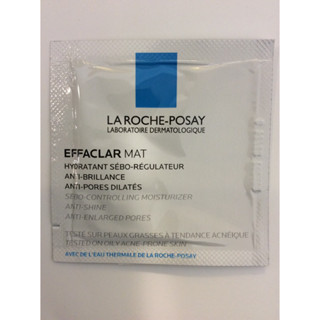 LA ROCHE-POSAY
LABORATOIRE DERMATOLOGIQUE
EFFACLAR MAT
HYDRATANT SÉBO-RÉGULATEUR
ANTI-BRILLANCE
ANTI-PORES DILATÉS
SEBO-CONTROLLING MOISTURIZER
ANTI-SHINE
ANTI-ENLARGED PORES
TESTÉ SUR PEAUX GRASSES À TENDANCE ACNÉIQUE
TESTED ON OILY ACNE-PRONE SKIN
AVEC DE L'EAU THERMALE DE LA ROCHE-POSAY